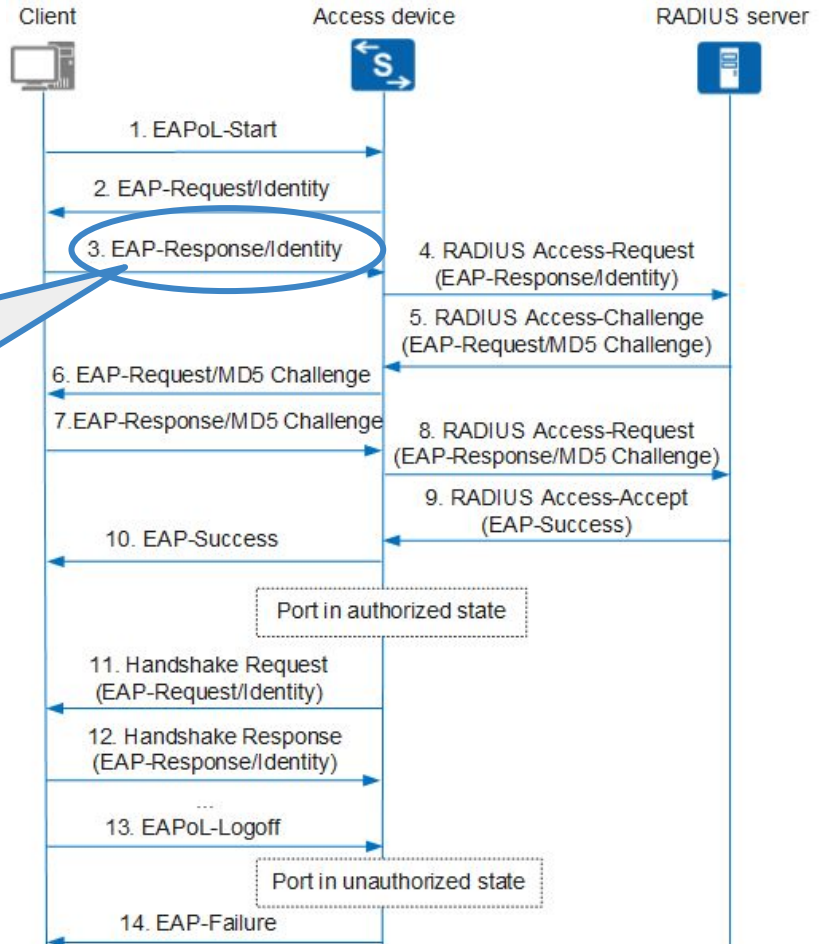 Client
Access device
RADIUS server
S
1. EAPoL-Start
2. EAP-Request/Identity
3. EAP-Response/Identity
4. RADIUS Access-Request
(EAP-Response/Identity)
5. RADIUS Access-Challenge
(EAP-Request/MD5 Challenge)
6. EAP-Request/MD5 Challenge
7.EAP-Response/MD5 Challenge
8. RADIUS Access-Request
(EAP-Response/MD5 Challenge)
9. RADIUS Access-Accept
(EAP-Success)
10. EAP-Success
Port in authorized state
11. Handshake Request
(EAP-Request/Identity)
12. Handshake Response
(EAP-Response/Identity)
...
13. EAPoL-Logoff
Port in unauthorized state
14. EAP-Failure